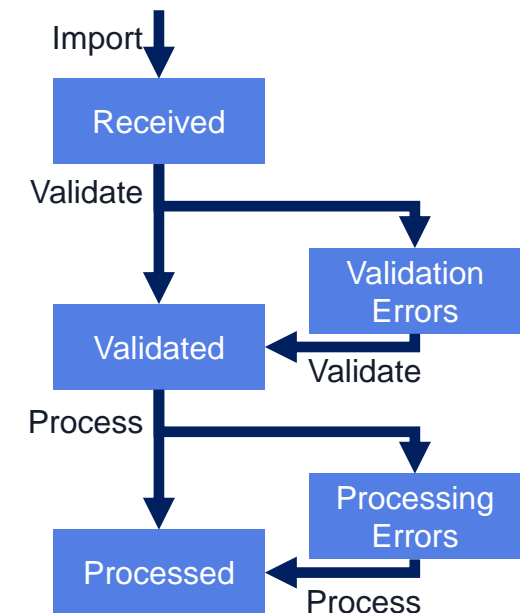 Import
Received
Validate
Validation
Errors
Validated
Validate
Process
Processing
Errors
Processed
Process